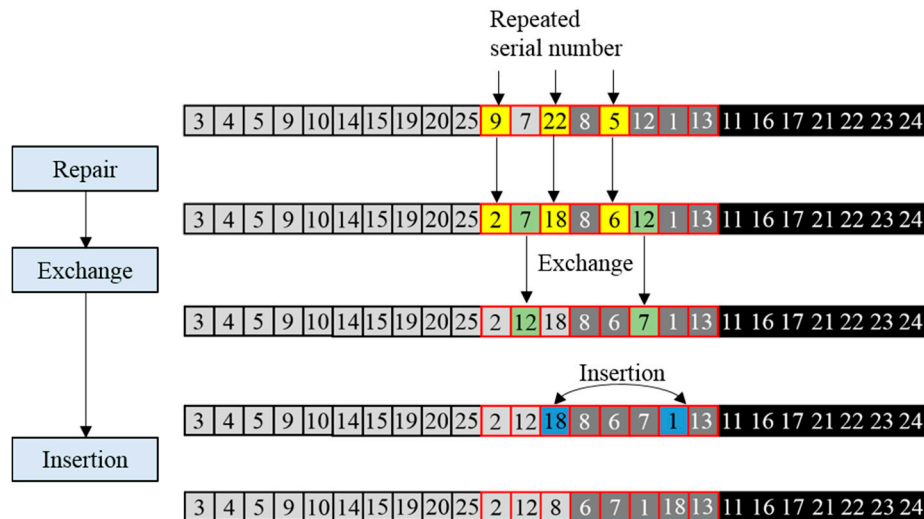 Repeated
serial number
3 4 5 9 10 14 15 19 20 25 9 7 22 8 5 12 1 13 11 16 17 21 22 23 24
Repair
3 4 5 9 10 14 15 19 20 25 2 7 18 8 6 12 1 13 11 16 17 21 22 23 24
Exchange
Exchange
3 4 5 9 10 14 15 19 20 25 2 12 18 8 6 7 1 13 11 16 17 21 22 23 24
Insertion
3 4 5 9 10 14 15 19 20 25 2 12 18 8 6 7 1 13 11 16 17 21 22 23 24
Insertion
3 4 5 9 10 14 15 19 20 25 2 12 8 6 7 1 18 13 11 16 17 21 22 23 24